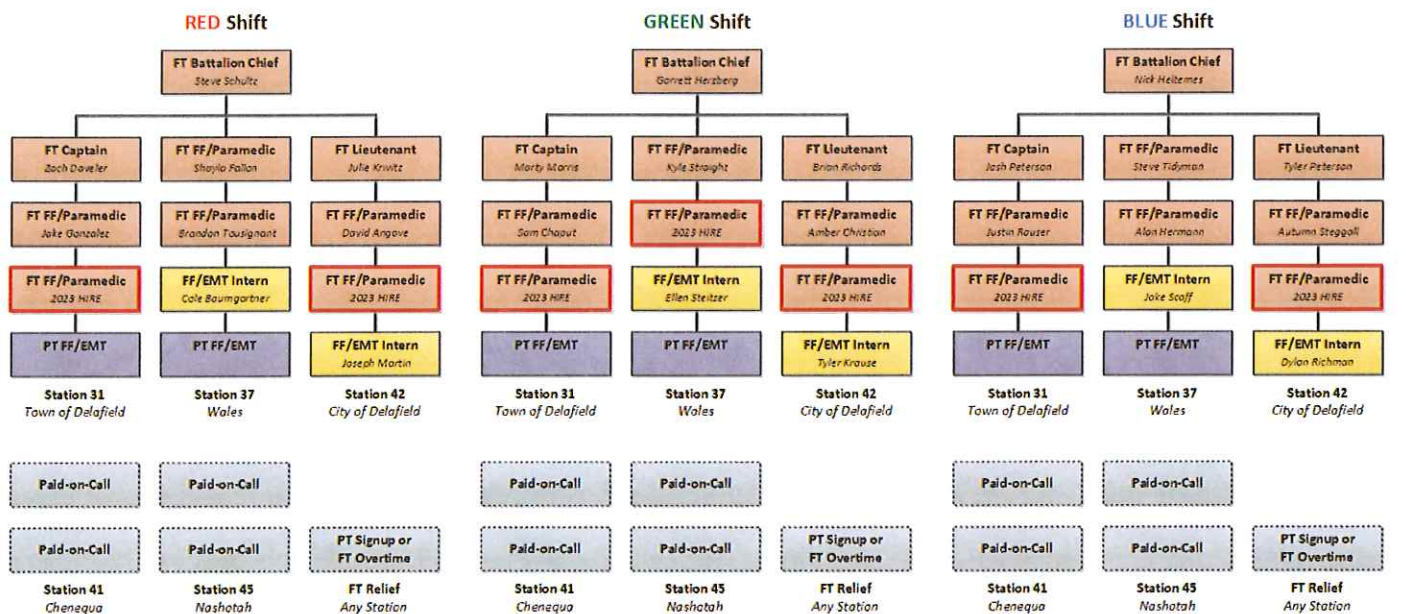 RED Shift
FT Battalion Chief
Steve Schultz
FT Captain
Zach Daveler
FT FF/Paramedic
Shayla Fallon
FT Lieutenant
Julie Krivitz
FT FF/Paramedic
Jake Gonzalez
FT FF/Paramedic
Brandon Tousignant
FT FF/Paramedic
David Argove
FT FF/Paramedic
2023 HIRE
FF/EMT Intern
Cole Baumgartner
FT FF/Paramedic
2023 HIRE
PT FF/EMT
PT FF/EMT
FF/EMT Intern
Joseph Martin
Station 31
Town of Delafield
Station 37
Wales
Station 42
City of Delafield
Paid-on-Call
Paid-on-Call
Paid-on-Call
Paid-on-Call
PT Signup or
FT Overtime
Station 41
Chenequa
Station 45
Nashotah
FT Relief
Any Station
GREEN Shift
FT Battalion Chief
Garrett Herzberg
FT Captain
Marty Morris
FT FF/Paramedic
Kyle Straight
FT Lieutenant
Brian Richards
FT FF/Paramedic
Sam Chaput
FT FF/Paramedic
2023 HIRE
FT FF/Paramedic
Amber Christian
FT FF/Paramedic
2023 HIRE
FF/EMT Intern
Ellen Steitzer
FT FF/Paramedic
2023 HIRE
PT FF/EMT
PT FF/EMT
FF/EMT Intern
Tyler Krause
Station 31
Town of Delafield
Station 37
Wales
Station 42
City of Delafield
Paid-on-Call
Paid-on-Call
Paid-on-Call
Paid-on-Call
PT Signup or
FT Overtime
Station 41
Chenequa
Station 45
Nashotah
FT Relief
Any Station
BLUE Shift
FT Battalion Chief
Nick Heltemes
FT Captain
Josh Peterson
FT FF/Paramedic
Steve Tidyman
FT Lieutenant
Tyler Peterson
FT FF/Paramedic
Justin Rauser
FT FF/Paramedic
Alan Hermann
FT FF/Paramedic
Autumn Steggall
FT FF/Paramedic
2023 HIRE
FF/EMT Intern
Jake Scaff
FT FF/Paramedic
2023 HIRE
PT FF/EMT
PT FF/EMT
FF/EMT Intern
Dylan Richman
Station 31
Town of Delafield
Station 37
Wales
Station 42
City of Delafield
Paid-on-Call
Paid-on-Call
Paid-on-Call
Paid-on-Call
PT Signup or
FT Overtime
Station 41
Chenequa
Station 45
Nashotah
FT Relief
Any Station